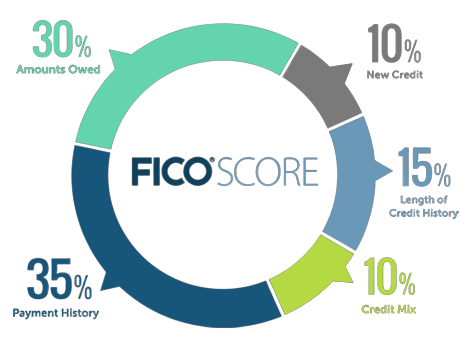 30%
Amounts Owed
10%
New Credit
FICO® SCORE
15%
Length of
Credit History
35%
Payment History
10%
Credit Mix